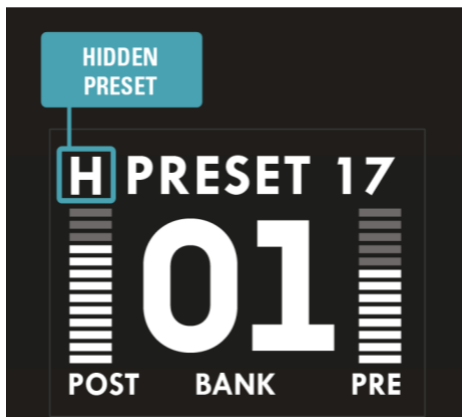 HIDDEN
PRESET
H PRESET 17
01
POST BANK PRE